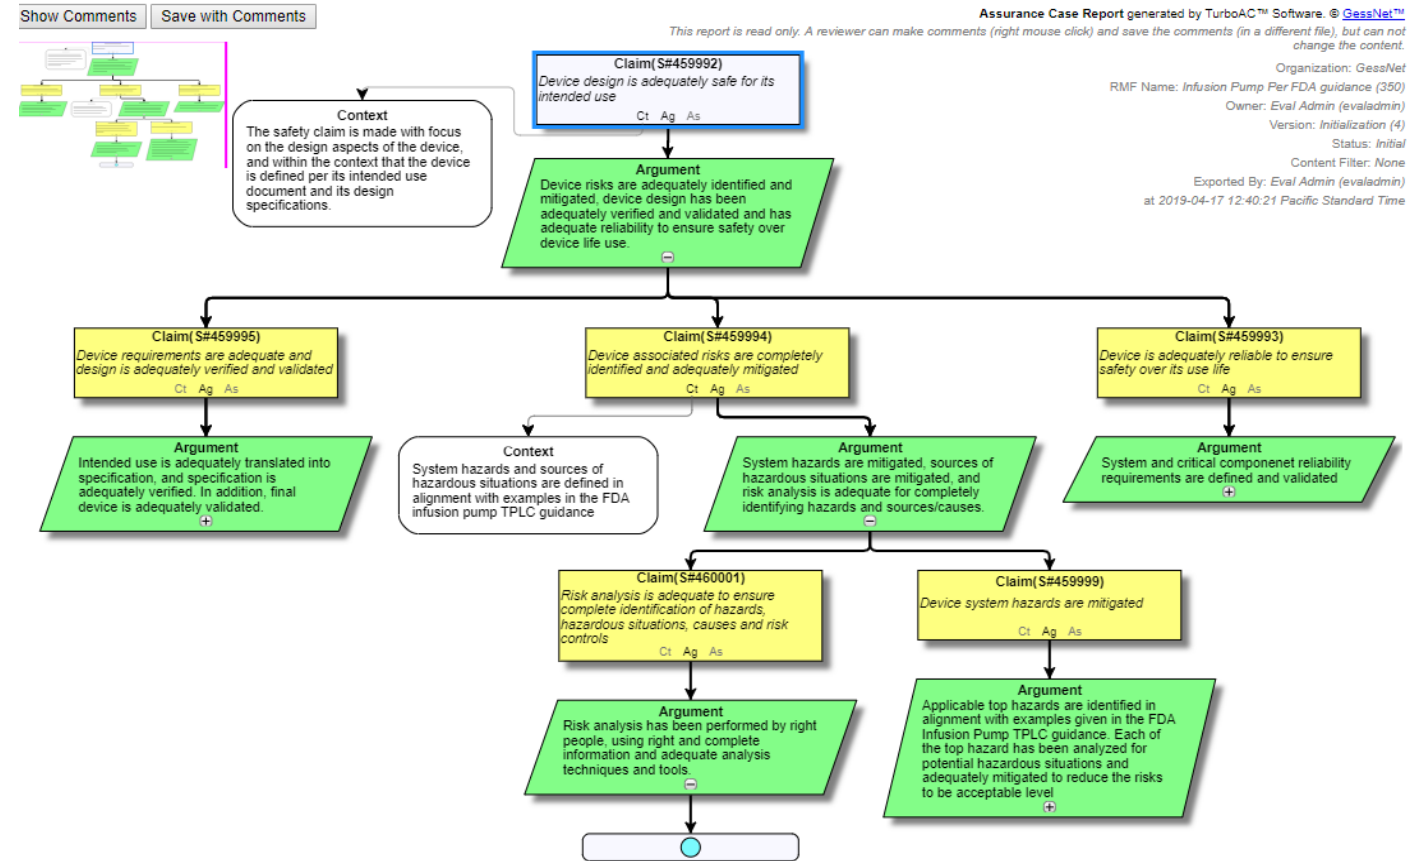 Show Comments
Save with Comments
Assurance Case Report generated by TurboAC™ Software. © GessNet™
This report is read only. A reviewer can make comments (right mouse click) and save the comments (in a different file), but can not
change the content.
Organization: GessNet
RMF Name: Infusion Pump Per FDA guidance (350)
Owner: Eval Admin (evaladmin)
Version: Initialization (4)
Status: Initial
Content Filter: None
Exported By: Eval Admin (evaladmin)
at 2019-04-17 12:40:21 Pacific Standard Time
Claim(S#459992)
Device design is adequately safe for its
intended use
Ct Ag As
Context
The safety claim is made with focus
on the design aspects of the device,
and within the context that the device
is defined per its intended use
document and its design
specifications.
Argument
Device risks are adequately identified and
mitigated, device design has been
adequately verified and validated and has
adequate reliability to ensure safety over
device life use.
Claim(S#459995)
Device requirements are adequate and
design is adequately verified and validated
Ct Ag As
Claim(S#459994)
Device associated risks are completely
identified and adequately mitigated
Ct Ag As
Claim(S#459993)
Device is adequately reliable to ensure
safety over its use life
Ct Ag As
Argument
Intended use is adequately translated into
specification, and specification is
adequately verified. In addition, final
device is adequately validated.
Context
System hazards and sources of
hazardous situations are defined in
alignment with examples in the FDA
infusion pump TPLC guidance
Argument
System hazards are mitigated, sources of
hazardous situations are mitigated, and
risk analysis is adequate for completely
identifying hazards and sources/causes.
Argument
System and critical componenet reliability
requirements are defined and validated
Claim(S#460001)
Risk analysis is adequate to ensure
complete identification of hazards,
hazardous situations, causes and risk
controls
Ct Ag As
Claim(S#459999)
Device system hazards are mitigated
Ct Ag As
Argument
Risk analysis has been performed by right
people, using right and complete
information and adequate analysis
techniques and tools.
Argument
Applicable top hazards are identified in
alignment with examples given in the FDA
Infusion Pump TPLC guidance. Each of
the top hazard has been analyzed for
potential hazardous situations and
adequately mitigated to reduce the risks
to be acceptable level